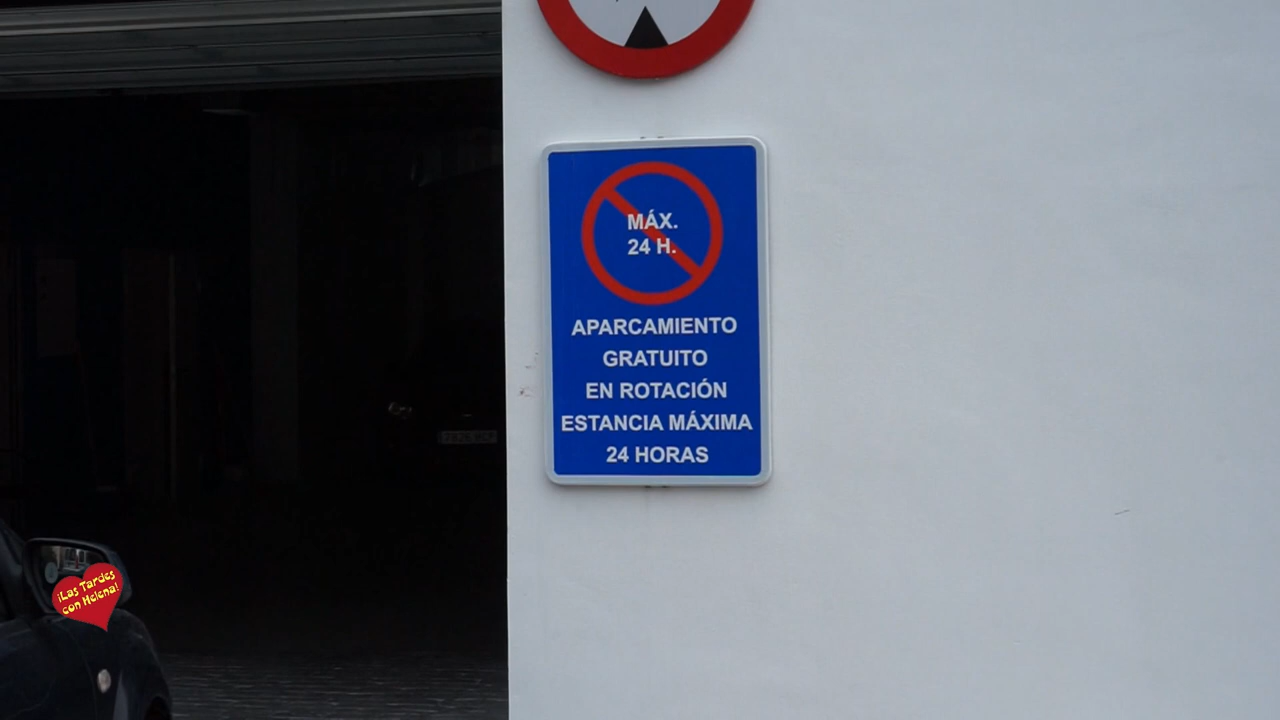 MÁX.
24 H.
APARCAMIENTO
GRATUITO
EN ROTACIÓN
ESTANCIA MÁXIMA
24 HORAS
¡Las Tardes
con Helena!